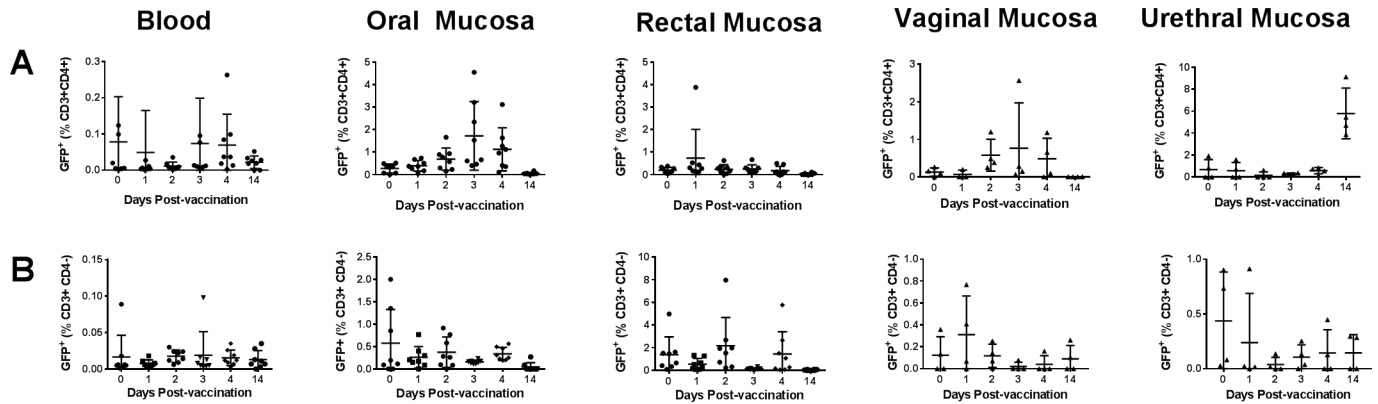 Blood Oral Mucosa Rectal Mucosa Vaginal Mucosa Urethral Mucosa
A
GFP+ (% CD3+CD4+)
0.3
0.2
0.1
0.0
0 1 2 3 4 14
Days Post-vaccination
GFP+ (% CD3+CD4+)
6
5
4
3
2
1
0
0 1 2 3 4 14
Days Post-vaccination
GFP+ (% CD3+CD4+)
6
5
4
3
2
1
0
0 1 2 3 4 14
Days Post-vaccination
GFP+ (% CD3+CD4+)
3
2
1
0
0 1 2 3 4 14
Days Post-vaccination
GFP+ (% CD3+CD4+)
10
8
6
4
2
0
0 1 2 3 4 14
Days Post-vaccination
B
GFP+ (% CD3+ CD4-)
0.15
0.10
0.05
0.00
0 1 2 3 4 14
Days Post-vaccination
GFP+ (% CD3+ CD4-)
2.5
2.0
1.5
1.0
0.5
0.0
0 1 2 3 4 14
Days Post-vaccination
GFP+ (% CD3+ CD4-)
10
8
6
4
2
0
0 1 2 3 4 14
Days Post-vaccination
GFP+ (% CD3+ CD4-)
1.0
0.8
0.6
0.4
0.2
0.0
0 1 2 3 4 14
Days Post-vaccination
GFP+ (% CD3+ CD4-)
1.0
0.5
0.0
0 1 2 3 4 14
Days Post-vaccination